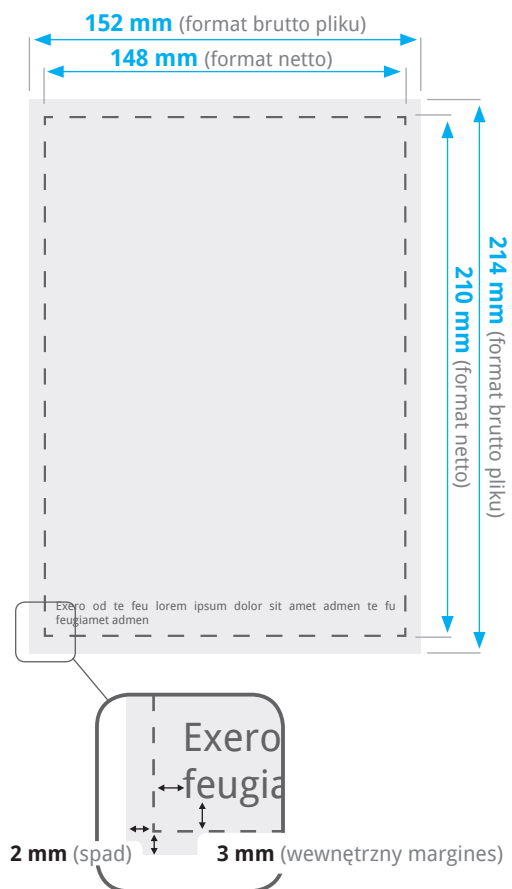 152 mm (format brutto pliku)
148 mm (format netto)
214 mm (format brutto pliku)
210 mm (format netto)
Exero od te feu lorem ipsum dolor sit amet admen te fu
feugiamet admen
Exero
feugia
2 mm (spad)
3 mm (wewnętrzny margines)